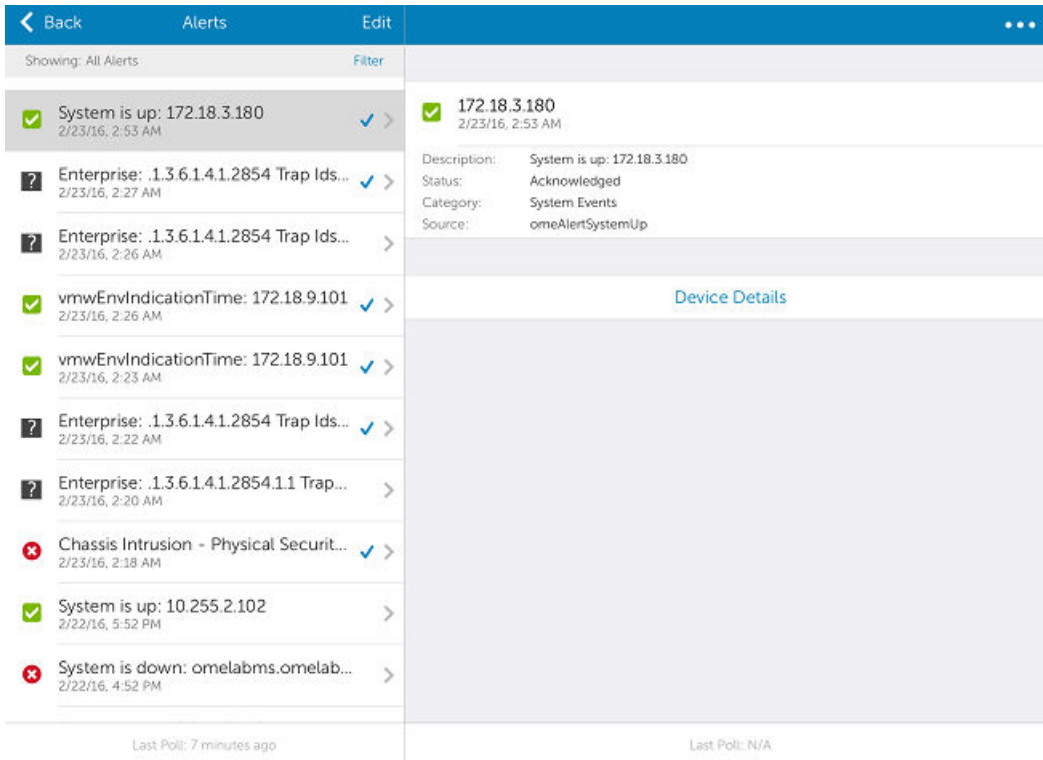 Back Alerts Edit
Showing: All Alerts Filter
System is up: 172.18.3.180
2/23/16, 2:53 AM
Enterprise: .1.3.6.1.4.1.2854 Trap Ids...
2/23/16, 2:27 AM
Enterprise: .1.3.6.1.4.1.2854 Trap Ids...
2/23/16, 2:26 AM
vmwEnvIndicationTime: 172.18.9.101
2/23/16, 2:26 AM
vmwEnvIndicationTime: 172.18.9.101
2/23/16, 2:23 AM
Enterprise: .1.3.6.1.4.1.2854 Trap Ids...
2/23/16, 2:22 AM
Enterprise: .1.3.6.1.4.1.2854.1.1 Trap...
2/23/16, 2:20 AM
Chassis Intrusion - Physical Securit...
2/23/16, 2:18 AM
System is up: 10.255.2.102
2/22/16, 5:52 PM
System is down: omelabms.omelab...
2/22/16, 4:52 PM
Last Poll: 7 minutes ago
172.18.3.180
2/23/16, 2:53 AM
Description: System is up: 172.18.3.180
Status: Acknowledged
Category: System Events
Source: omeAlertSystemUp
Device Details
Last Poll: N/A